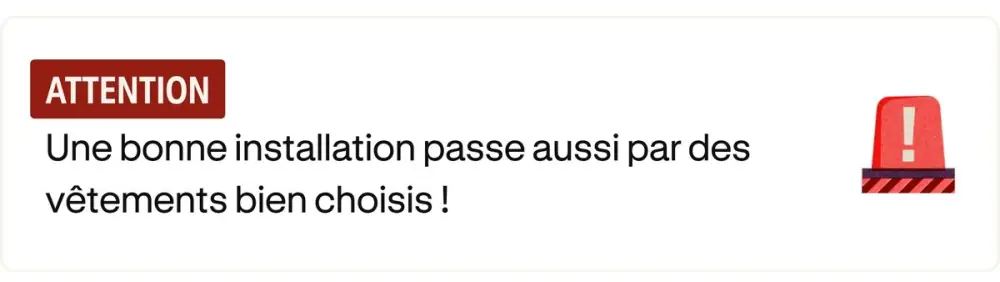 ATTENTION
Une bonne installation passe aussi par des
vêtements bien choisis !